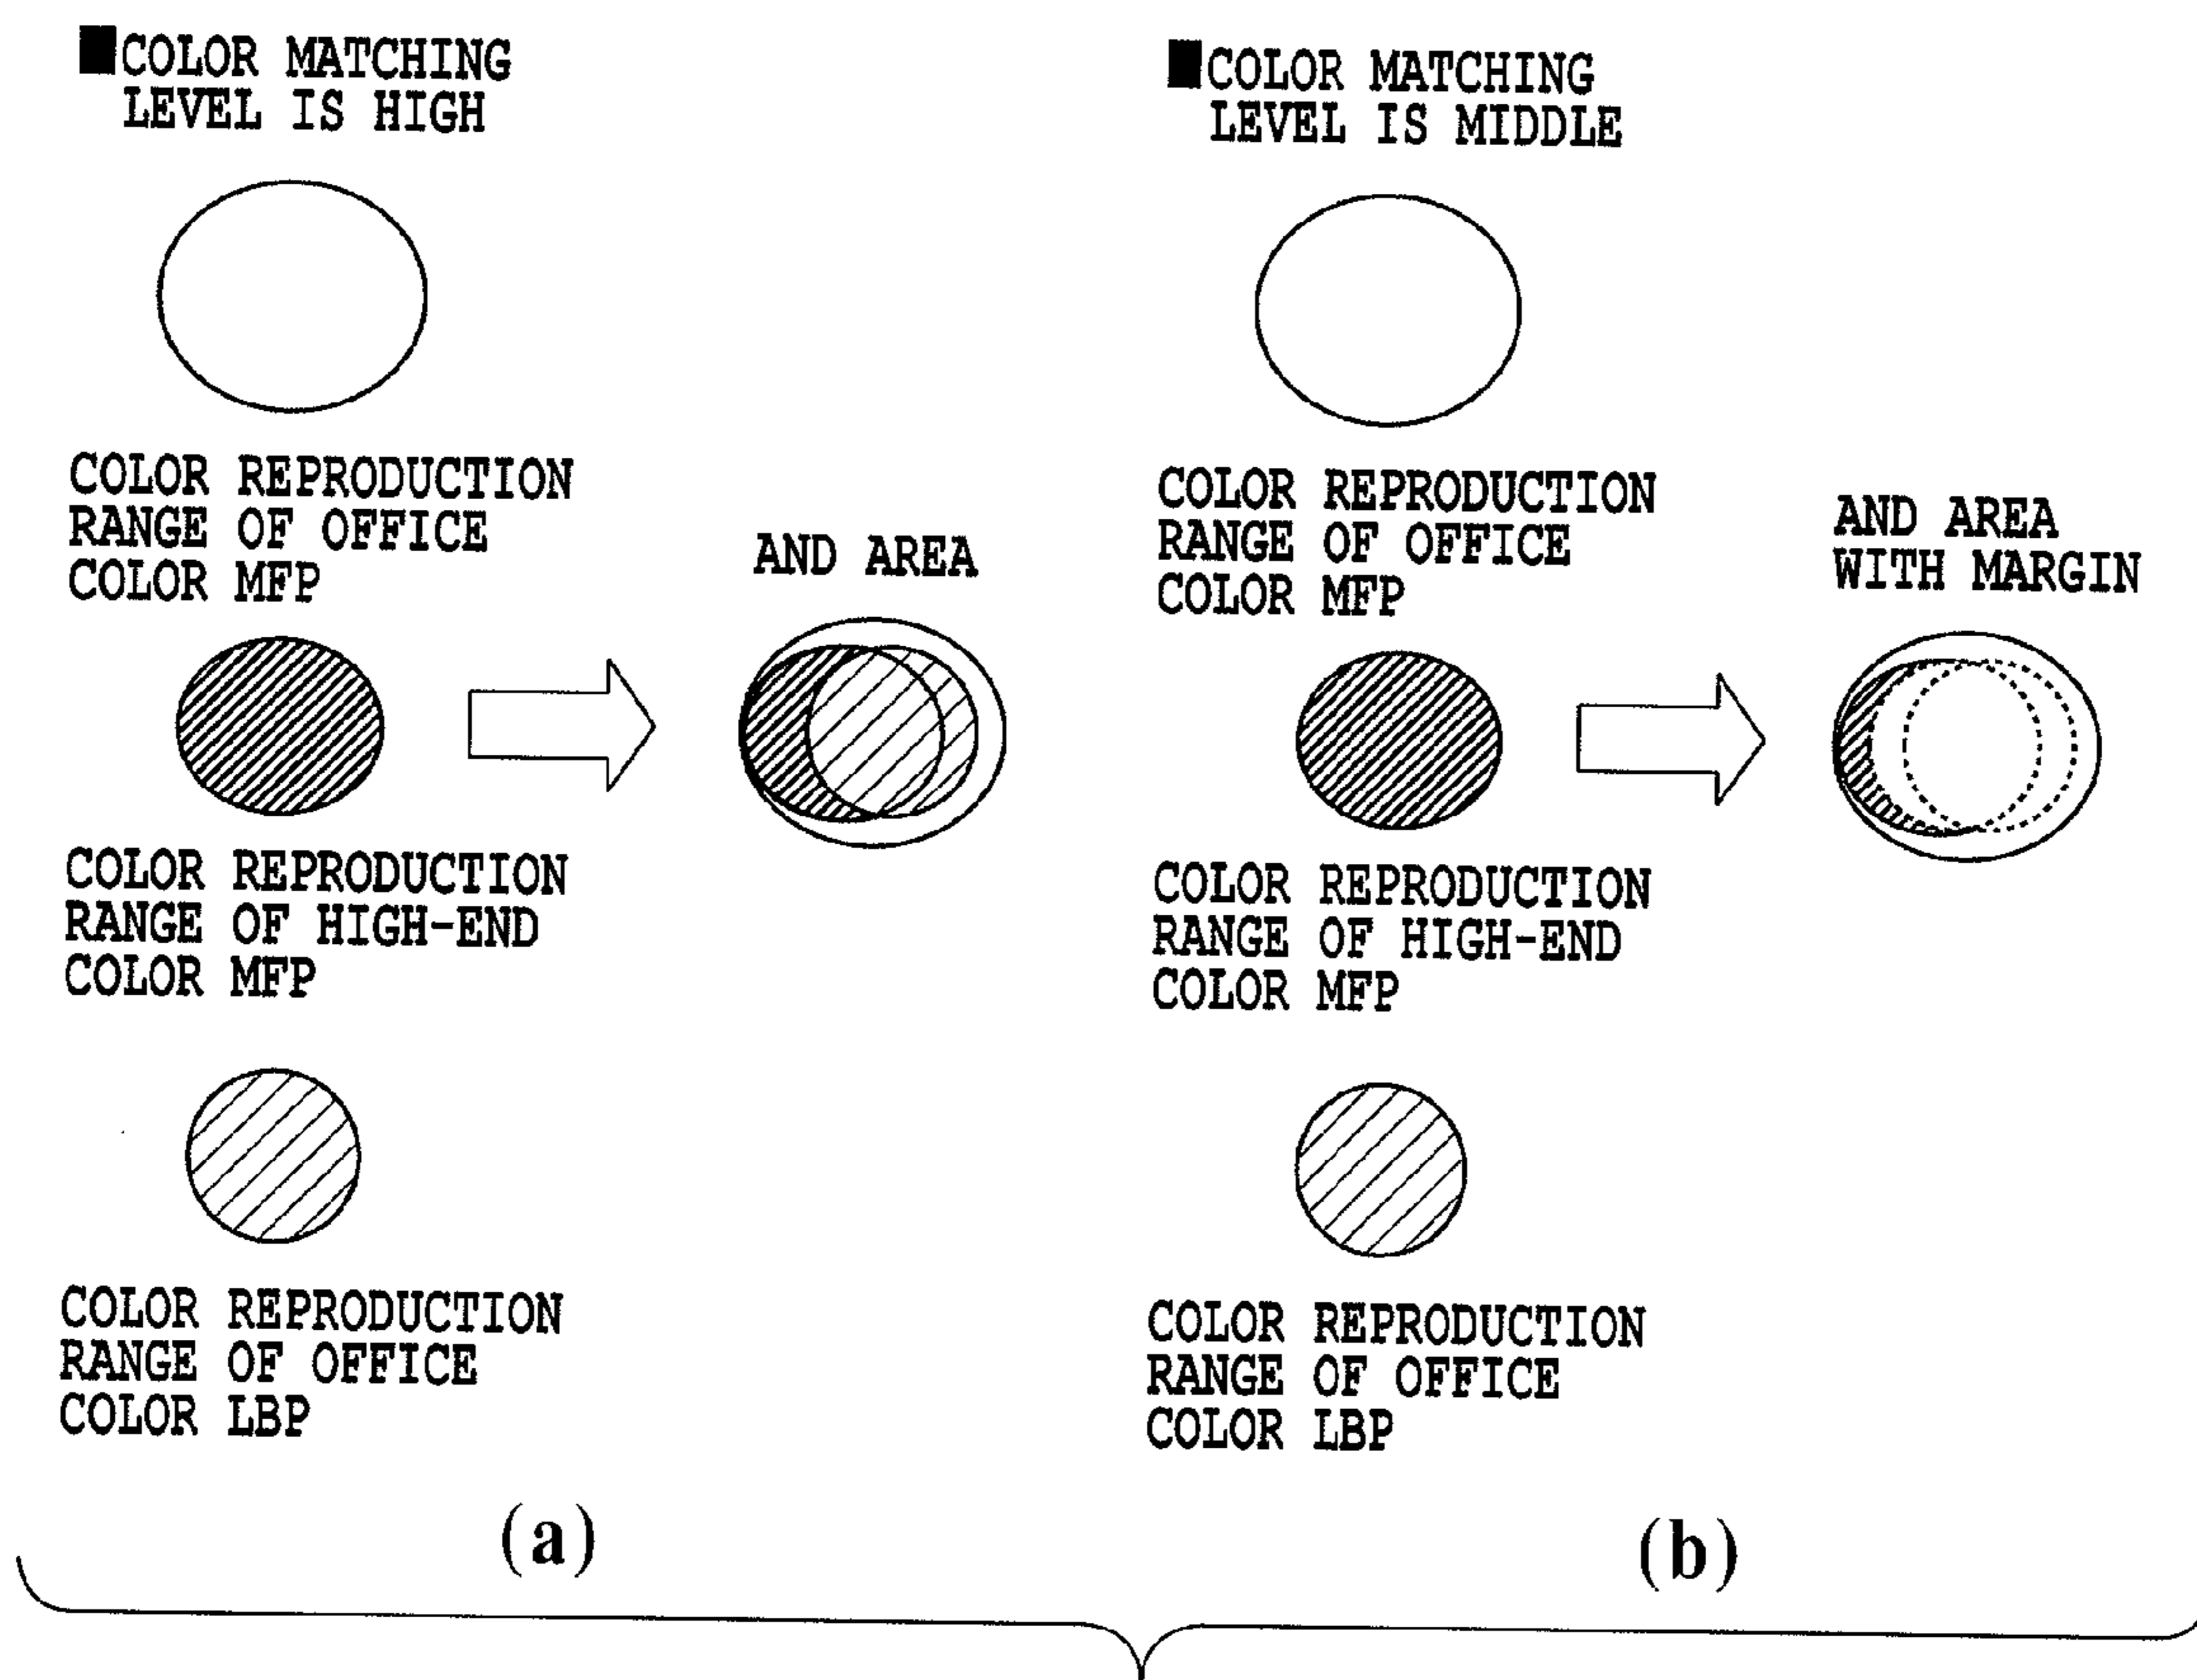 ■COLOR MATCHING
LEVEL IS HIGH
COLOR REPRODUCTION
RANGE OF OFFICE
COLOR MFP
AND AREA
COLOR REPRODUCTION
RANGE OF HIGH-END
COLOR MFP
COLOR REPRODUCTION
RANGE OF OFFICE
COLOR LBP
(a)
■COLOR MATCHING
LEVEL IS MIDDLE
COLOR REPRODUCTION
RANGE OF OFFICE
COLOR MFP
AND AREA
WITH MARGIN
COLOR REPRODUCTION
RANGE OF HIGH-END
COLOR MFP
COLOR REPRODUCTION
RANGE OF OFFICE
COLOR LBP
(b)